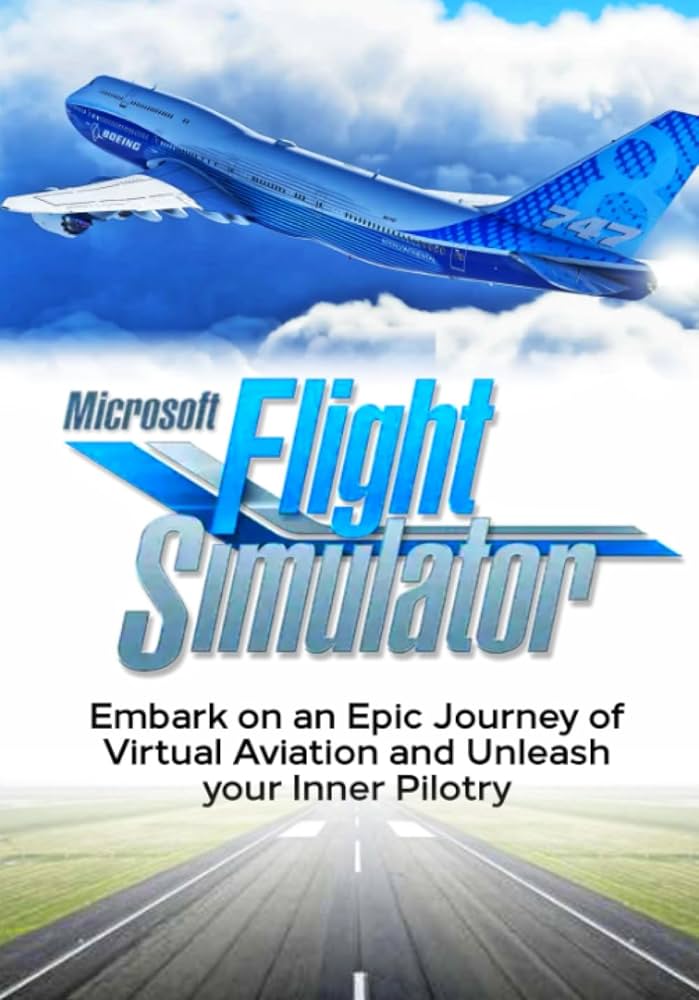 BOEING
747
Microsoft
Flight
Simulator
Embark on an Epic Journey of
Virtual Aviation and Unleash
your Inner Pilotry